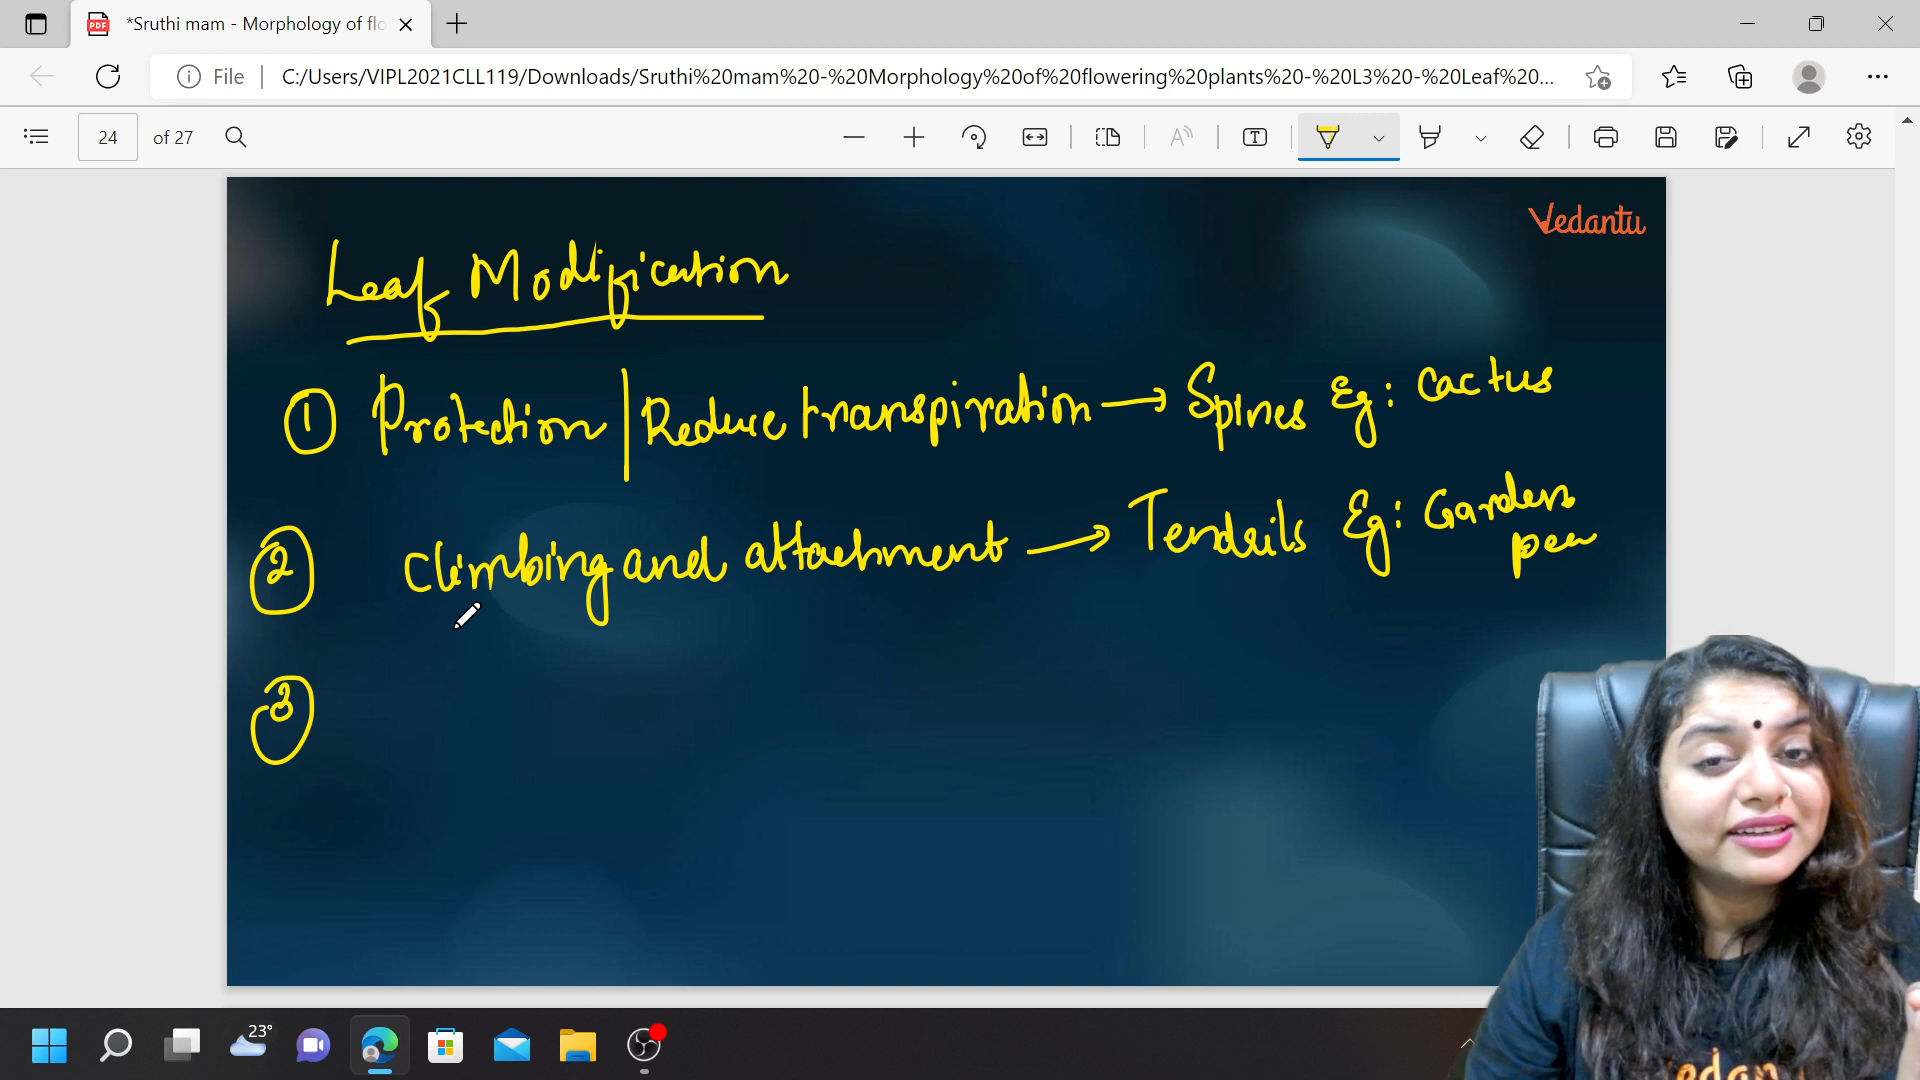 *Sruthi mam - Morphology of flo
File
C:/Users/VIPL2021CLL119/Downloads/Sruthi%20mam%20-%20Morphology%20of%20flowering%20plants%20-%20L3%20-%20Leaf%20...
24 of 27
Vedantu
Leaf Modification
1 Protection | Reduce transpiration → Spines Eg: Cactus
2 Climbing and attachment → Tendrils Eg: Garden
pea
3
23°
edan